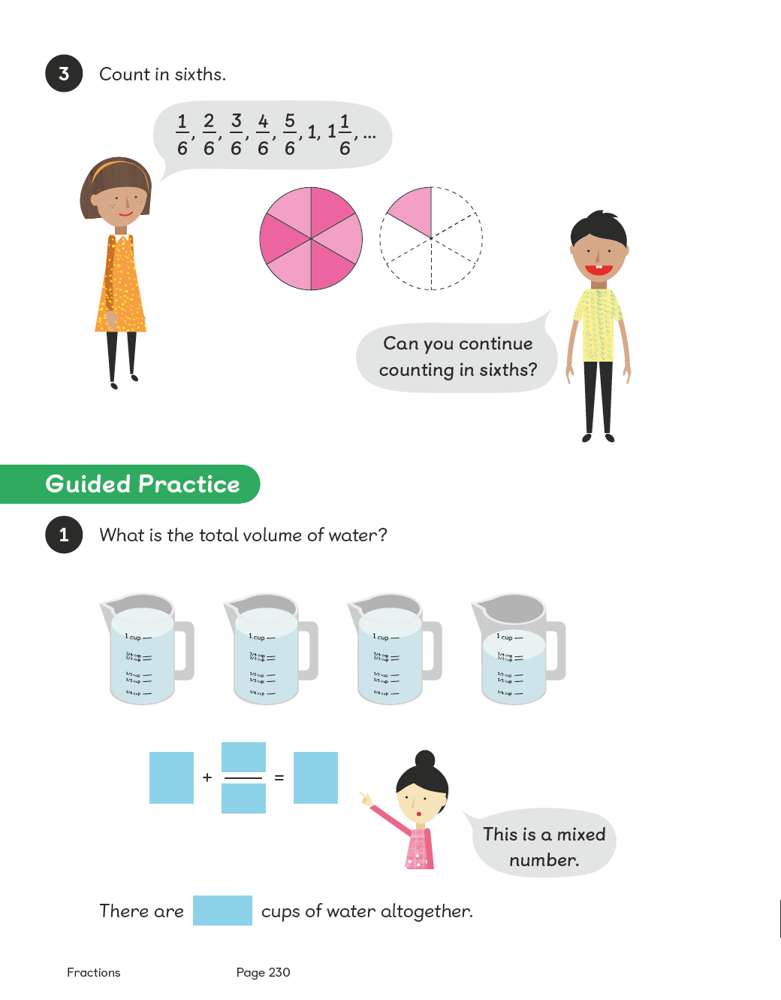 3 Count in sixths.
1/6, 2/6, 3/6, 4/6, 5/6, 1, 1 1/6, ...
Can you continue
counting in sixths?
Guided Practice
1 What is the total volume of water?
1 cup 1 cup 1 cup 1 cup
3/4 cup 3/4 cup 3/4 cup 3/4 cup
2/3 cup 2/3 cup 2/3 cup 2/3 cup
1/2 cup 1/2 cup 1/2 cup 1/2 cup
1/3 cup 1/3 cup 1/3 cup 1/3 cup
1/4 cup 1/4 cup 1/4 cup 1/4 cup
+ =
This is a mixed
number.
There are cups of water altogether.
Fractions Page 230